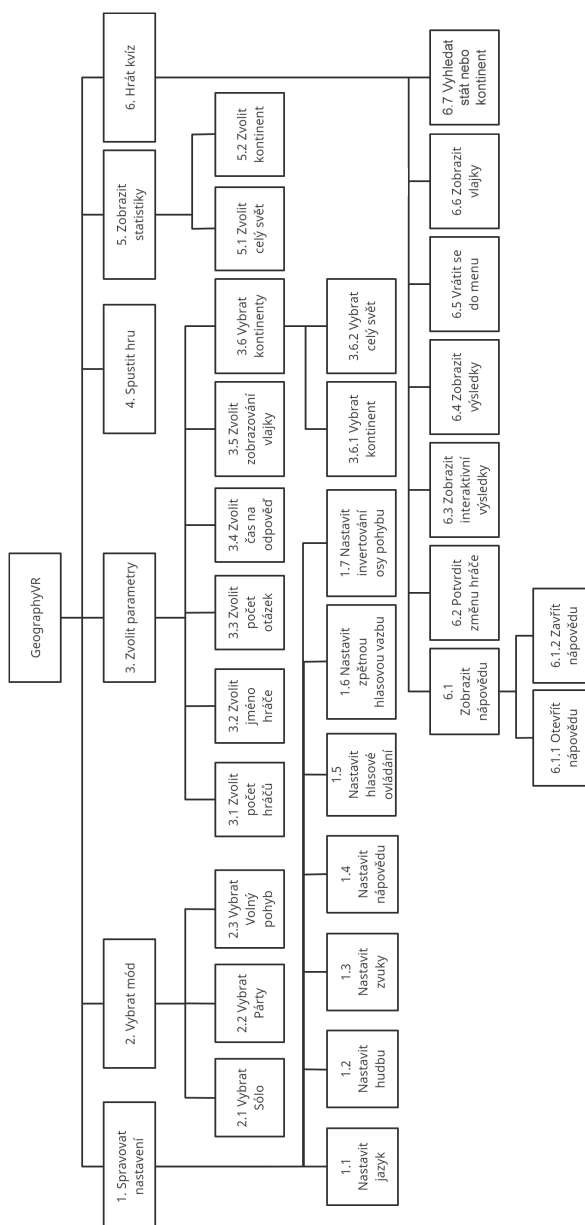 GeographyVR
1. Spravovat
nastavení
2. Vybrat mód
3. Zvolit parametry
4. Spustit hru
5. Zobrazit
statistiky
6. Hrát kvíz
2.1 Vybrat
Sólo
2.2 Vybrat
Párty
2.3 Vybrat
Volný
pohyb
3.1 Zvolit
počet
hráčů
3.2 Zvolit
jméno
hráče
3.3 Zvolit
počet
otázek
3.4 Zvolit
čas na
odpověď
3.5 Zvolit
zobrazování
vlajky
3.6 Vybrat
kontinenty
5.1 Zvolit
celý svět
5.2 Zvolit
kontinent
1.1
Nastavit
jazyk
1.2
Nastavit
hudbu
1.3
Nastavit
zvuky
1.4
Nastavit
nápovědu
1.5
Nastavit
hlasové
ovládání
1.6 Nastavit
zpětnou
hlasovou vazbu
1.7 Nastavit
invertování
osy pohybu
3.6.1 Vybrat
kontinent
3.6.2 Vybrat
celý svět
6.1
Zobrazit
nápovědu
6.2 Potvrdit
změnu hráče
6.3 Zobrazit
interaktivní
výsledky
6.4 Zobrazit
výsledky
6.5 Vrátit se
do menu
6.6 Zobrazit
vlajky
6.7 Vyhledat
stát nebo
kontinent
6.1.1 Otevřít
nápovědu
6.1.2 Zavřít
nápovědu